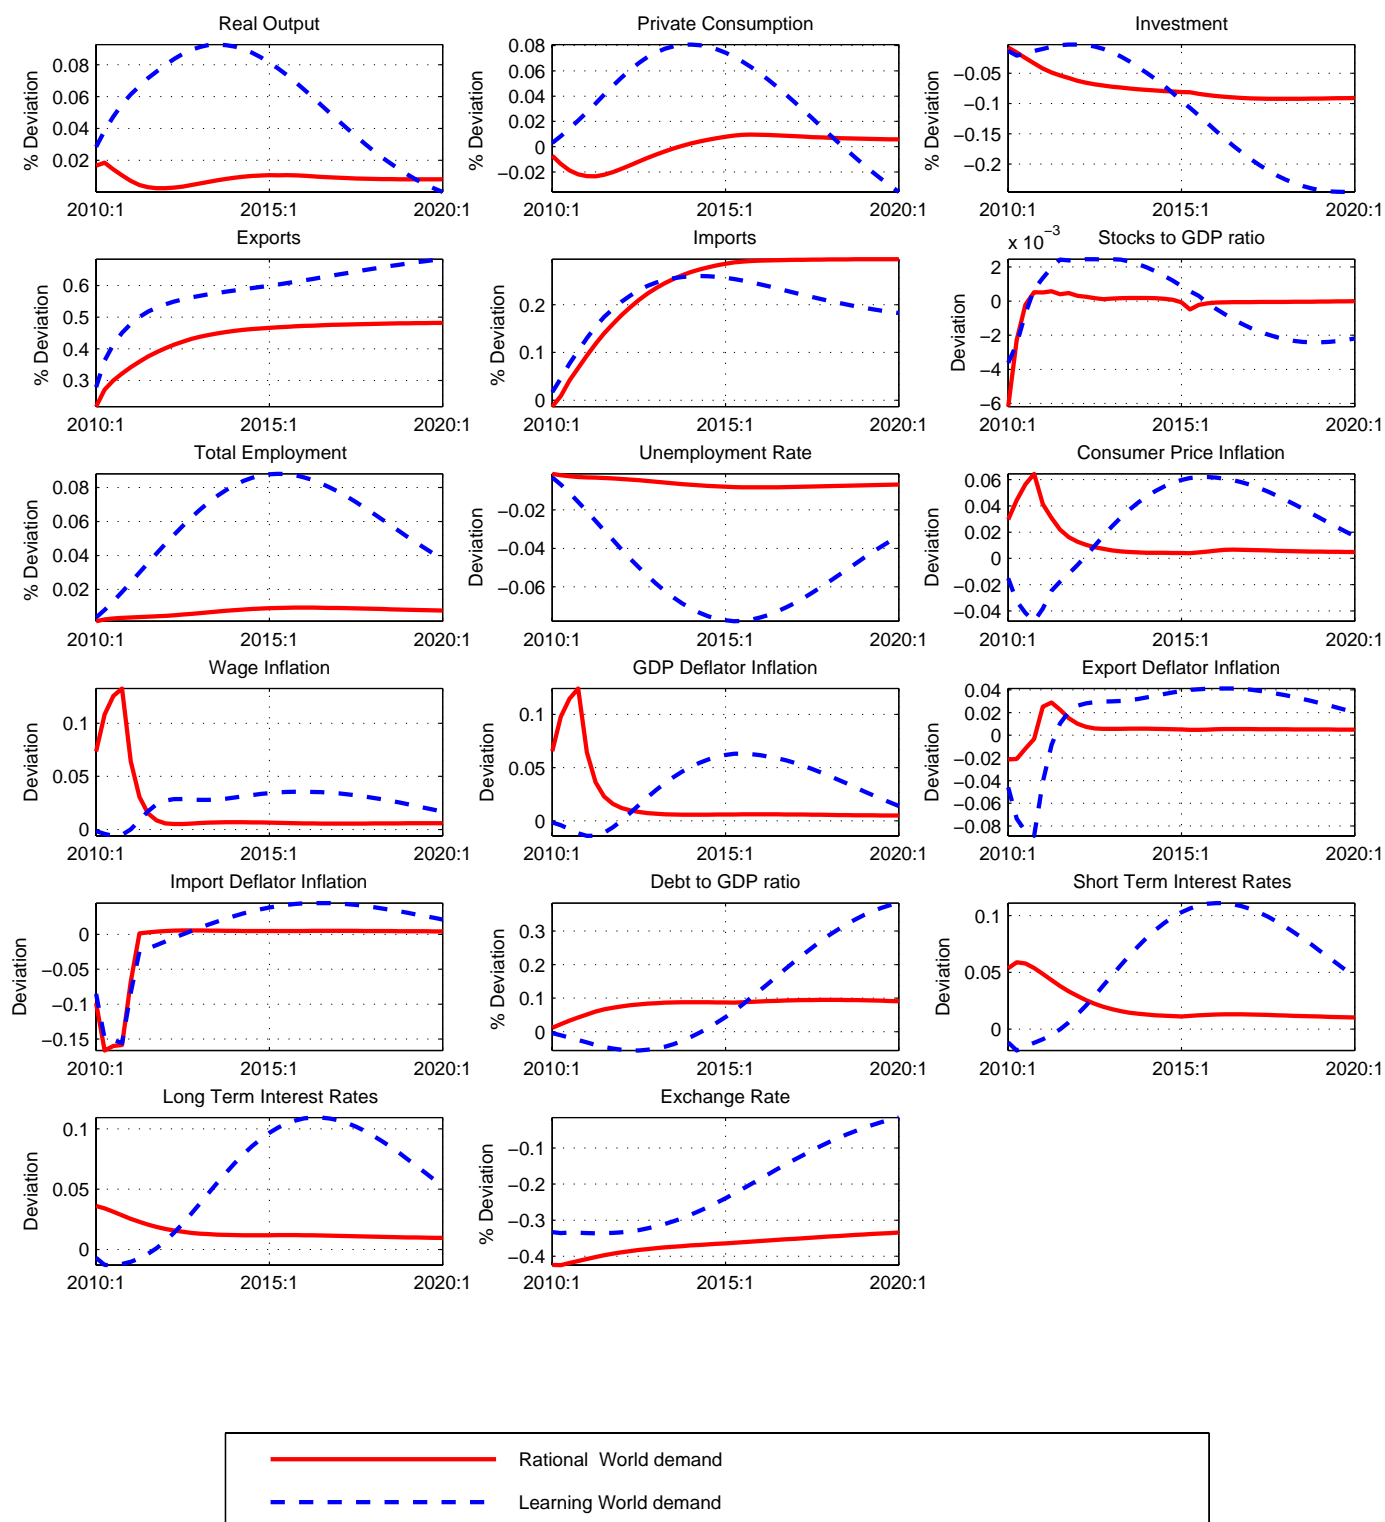 Real Output
% Deviation
0.08
0.06
0.04
0.02
2010:1 2015:1 2020:1
Private Consumption
% Deviation
0.08
0.06
0.04
0.02
0
−0.02
2010:1 2015:1 2020:1
Investment
% Deviation
−0.05
−0.1
−0.15
−0.2
2010:1 2015:1 2020:1
Exports
% Deviation
0.6
0.5
0.4
0.3
2010:1 2015:1 2020:1
Imports
% Deviation
0.2
0.1
0
2010:1 2015:1 2020:1
Stocks to GDP ratio
x 10−3
Deviation
2
0
−2
−4
−6
2010:1 2015:1 2020:1
Total Employment
% Deviation
0.08
0.06
0.04
0.02
2010:1 2015:1 2020:1
Unemployment Rate
Deviation
−0.02
−0.04
−0.06
2010:1 2015:1 2020:1
Consumer Price Inflation
Deviation
0.06
0.04
0.02
0
−0.02
−0.04
2010:1 2015:1 2020:1
Wage Inflation
Deviation
0.1
0.05
0
2010:1 2015:1 2020:1
GDP Deflator Inflation
Deviation
0.1
0.05
0
2010:1 2015:1 2020:1
Export Deflator Inflation
Deviation
0.04
0.02
0
−0.02
−0.04
−0.06
−0.08
2010:1 2015:1 2020:1
Import Deflator Inflation
Deviation
0
−0.05
−0.1
−0.15
2010:1 2015:1 2020:1
Debt to GDP ratio
% Deviation
0.3
0.2
0.1
0
2010:1 2015:1 2020:1
Short Term Interest Rates
Deviation
0.1
0.05
0
2010:1 2015:1 2020:1
Long Term Interest Rates
Deviation
0.1
0.05
0
2010:1 2015:1 2020:1
Exchange Rate
% Deviation
−0.1
−0.2
−0.3
−0.4
2010:1 2015:1 2020:1
Rational World demand
Learning World demand